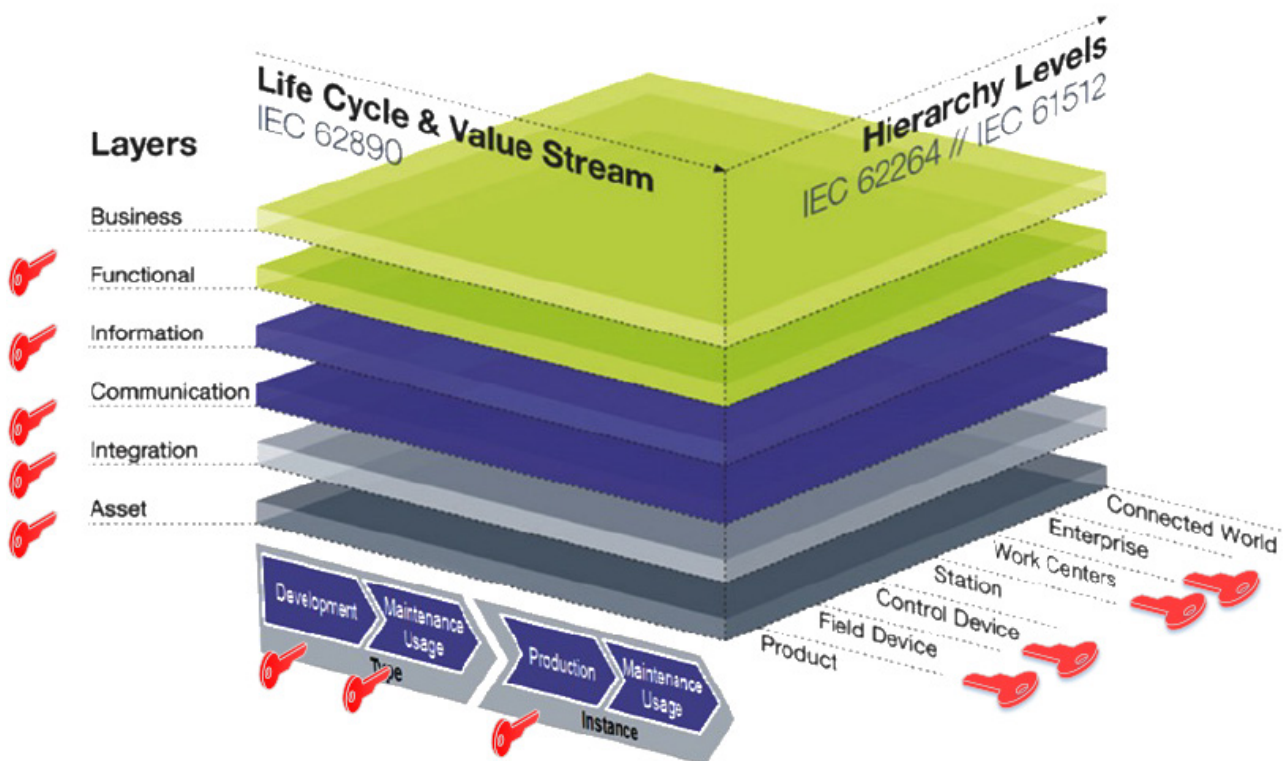 Life Cycle & Value Stream
IEC 62890
Hierarchy Levels
IEC 62264 // IEC 61512
Layers
Business
Functional
Information
Communication
Integration
Asset
Development
Maintenance
Usage
Type
Production
Maintenance
Usage
Instance
Connected World
Enterprise
Work Centers
Station
Control Device
Field Device
Product